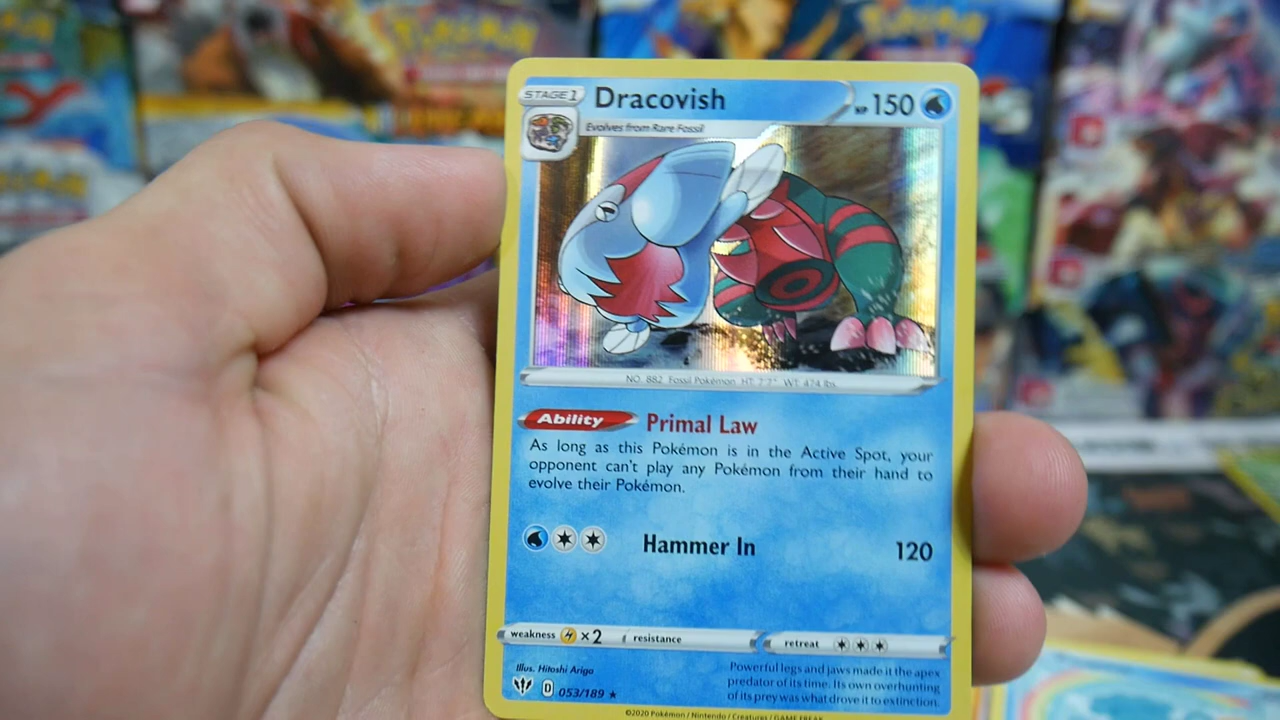 Pokémon
Pokémon
STAGE 1
Dracovish
HP 150
Evolves from Rare Fossil
NO. 882 Fossil Pokémon HT: 7'7" WT: 474 lbs.
Ability Primal Law
As long as this Pokémon is in the Active Spot, your
opponent can't play any Pokémon from their hand to
evolve their Pokémon.
Hammer In 120
weakness ×2 resistance retreat
Illus. Hitoshi Ariga
D 053/189
Powerful legs and jaws made it the apex
predator of its time. Its own overhunting
of its prey was what drove it to extinction.
©2020 Pokémon / Nintendo / Creatures / GAME FREAK